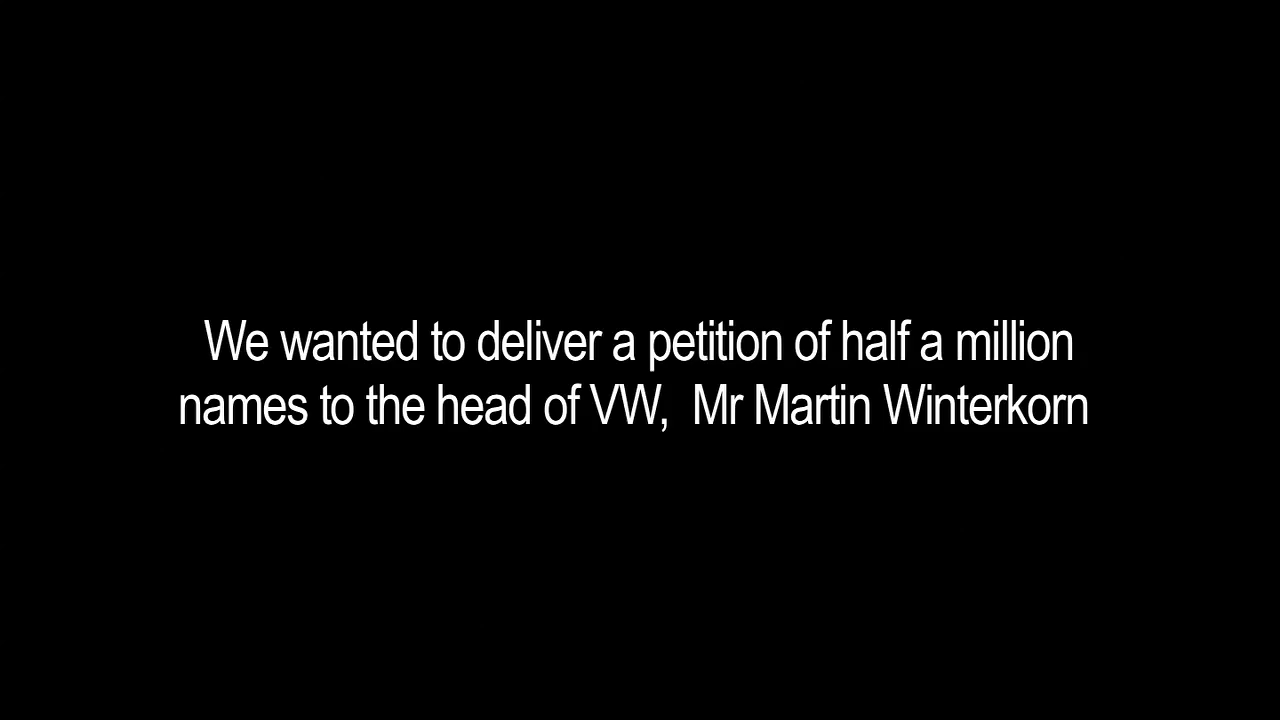 We wanted to deliver a petition of half a million
names to the head of VW,  Mr Martin Winterkorn